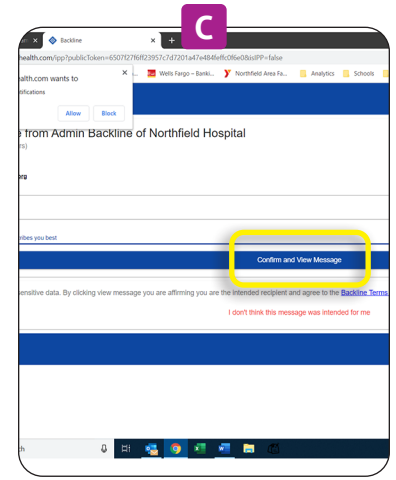 C
Backline
health.com/ipp?publicToken=6507f27f6ff23957c7d7201a47e484feffc0f6e08isIPP=false
Wells Fargo – Banki... Northfield Area Fa... Analytics Schools
ealth.com wants to
tifications
Allow Block
e from Admin Backline of Northfield Hospital
rs)
org
ribes you best
Confirm and View Message
ensitive data. By clicking view message you are affirming you are the intended recipient and agree to the Backline Terms
I don't think this message was intended for me
ch